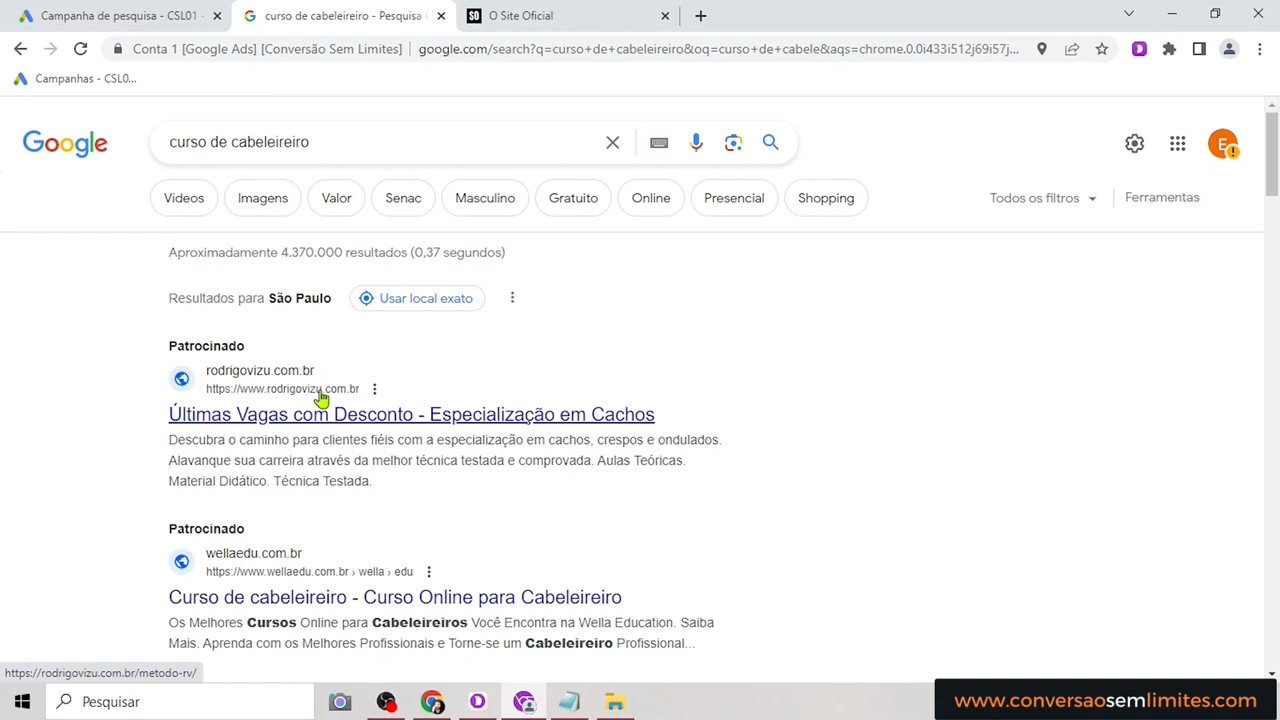 Campanha de pesquisa - CSL01
curso de cabeleireiro - Pesquisa
O Site Oficial
Conta 1 [Google Ads] [Conversão Sem Limites]
google.com/search?q=curso+de+cabeleireiro&oq=curso+de+cabele&aqs=chrome.0.0i433i512j69i57j...
Campanhas - CSL0...
Google
curso de cabeleireiro
E
Vídeos
Imagens
Valor
Senac
Masculino
Gratuito
Online
Presencial
Shopping
Todos os filtros
Ferramentas
Aproximadamente 4.370.000 resultados (0,37 segundos)
Resultados para São Paulo
Usar local exato
Patrocinado
rodrigovizu.com.br
https://www.rodrigovizu.com.br
Últimas Vagas com Desconto - Especialização em Cachos
Descubra o caminho para clientes fiéis com a especialização em cachos, crespos e ondulados.
Alavanque sua carreira através da melhor técnica testada e comprovada. Aulas Teóricas.
Material Didático. Técnica Testada.
Patrocinado
wellaedu.com.br
https://www.wellaedu.com.br › wella › edu
Curso de cabeleireiro - Curso Online para Cabeleireiro
Os Melhores Cursos Online para Cabeleireiros Você Encontra na Wella Education. Saiba
Mais. Aprenda com os Melhores Profissionais e Torne-se um Cabeleireiro Profissional...
https://rodrigovizu.com.br/metodo-rv/
Pesquisar
www.conversaosemlimites.com